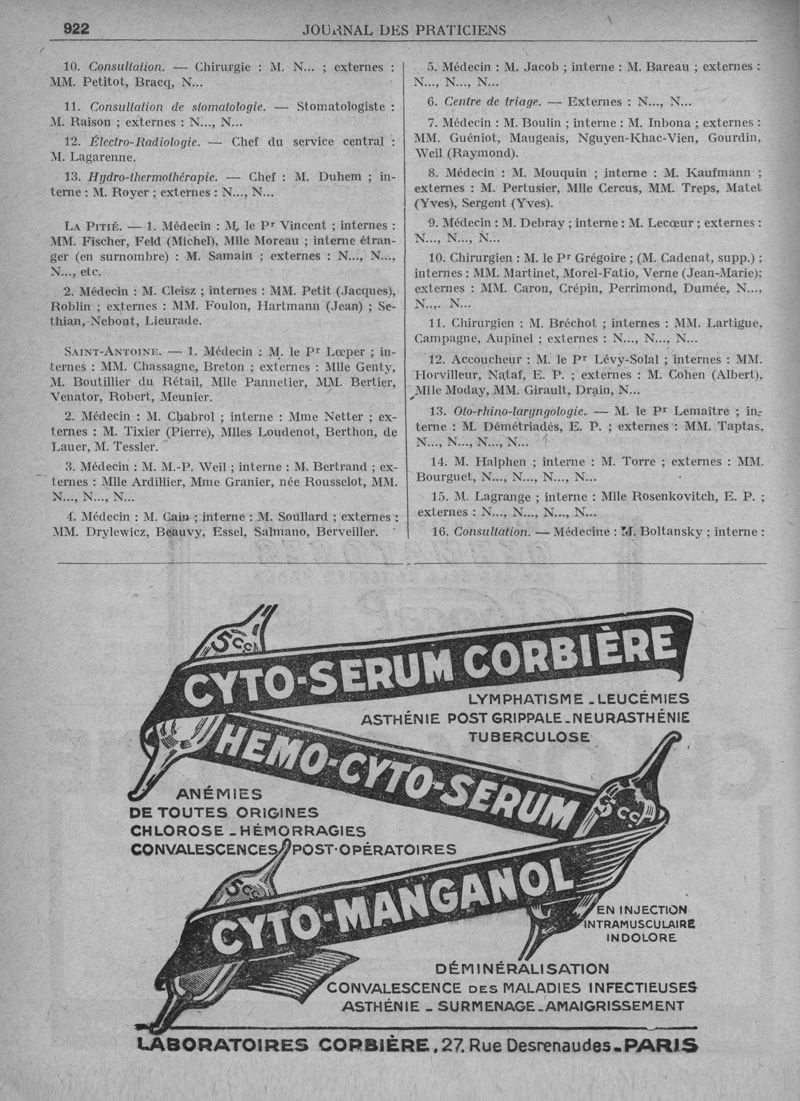 922
JOURNAL DES PRATICIENS
10. Consultation. — Chirurgie : M. N... ; externes :
MM. Petitot, Bracq, N...
11. Consultation de stomatologie. — Stomatologiste :
M. Raison ; externes : N..., N...
12. Électro-Radiologie. — Chef du service central :
M. Lagarenne.
13. Hydro-thermothérapie. — Chef : M. Duhem ; in-
terne : M. Royer ; externes : N..., N...
LA PITIÉ. — 1. Médecin : M. le Pr Vincent ; internes :
MM. Fischer, Feld (Michel), Mlle Moreau ; interne étran-
ger (en surnombre) : M. Samain ; externes : N..., N...,
N..., etc.
2. Médecin : M. Cleisz ; internes : MM. Petit (Jacques),
Roblin ; externes : MM. Foulon, Hartmann (Jean) ; Se-
thian, Nebout, Lieurade.
SAINT-ANTOINE. — 1. Médecin : M. le Pr Lœper ; in-
ternes : MM. Chassagne, Breton ; externes : Mlle Genty,
M. Boutillier du Rétail, Mlle Pannetier, MM. Bertier,
Venator, Robert, Meunier.
2. Médecin : M. Chabrol ; interne : Mme Netter ; ex-
ternes : M. Tixier (Pierre), Mlles Loudenot, Berthon, de
Lauer, M. Tessler.
3. Médecin : M. M.-P. Weil ; interne : M. Bertrand ; ex-
ternes : Mlle Ardillier, Mme Granier, née Rousselot, MM.
N..., N..., N...
4. Médecin : M. Cain ; interne : M. Soullard ; externes :
MM. Drylewicz, Beauvy, Essel, Salmano, Berveiller.
5. Médecin : M. Jacob ; interne : M. Bareau ; externes :
N..., N..., N...
6. Centre de triage. — Externes : N..., N...
7. Médecin : M. Boulin ; interne : M. Inbona ; externes :
MM. Guéniot, Maugeais, Nguyen-Khac-Vien, Gourdin,
Weil (Raymond).
8. Médecin : M. Mouquin ; interne : M. Kaufmann ;
externes : M. Pertusier, Mlle Cercus, MM. Treps, Matet
(Yves), Sergent (Yves).
9. Médecin : M. Debray ; interne : M. Lecœur ; externes :
N..., N..., N...
10. Chirurgien : M. le Pr Grégoire ; (M. Cadenat, supp.) ;
internes : MM. Martinet, Morel-Fatio, Verne (Jean-Marie);
externes : MM. Caron, Crépin, Perrimond, Dumée, N...,
N..., N...
11. Chirurgien : M. Bréchot ; internes : MM. Lartigue,
Campagne, Aupinel ; externes : N..., N..., N...
12. Accoucheur : M. le Pr Lévy-Solal ; internes : MM.
Horvilleur, Nataf, E. P. ; externes : M. Cohen (Albert),
Mlle Moday, MM. Girault, Drain, N...
13. Oto-rhino-laryngologie. — M. le Pr Lemaître ; in-
terne : M. Démétriadès, E. P. ; externes : MM. Taptas,
N..., N..., N..., N...
14. M. Halphen ; interne : M. Torre ; externes : MM.
Bourguet, N..., N..., N..., N...
15. M. Lagrange ; interne : Mlle Rosenkovitch, E. P. ;
externes : N..., N..., N..., N...
16. Consultation. — Médecine : M. Boltansky ; interne :
5cc
CYTO-SERUM CORBIÈRE
LYMPHATISME - LEUCÉMIES
ASTHÉNIE POST GRIPPALE - NEURASTHÉNIE
TUBERCULOSE
HEMO-CYTO-SERUM
5cc
ANÉMIES
DE TOUTES ORIGINES
CHLOROSE - HÉMORRAGIES
CONVALESCENCES POST-OPÉRATOIRES
5cc
CYTO-MANGANOL
EN INJECTION
INTRAMUSCULAIRE
INDOLORE
DÉMINÉRALISATION
CONVALESCENCE DES MALADIES INFECTIEUSES
ASTHÉNIE - SURMENAGE - AMAIGRISSEMENT
LABORATOIRES CORBIÈRE, 27, Rue Desrenaudes - PARIS